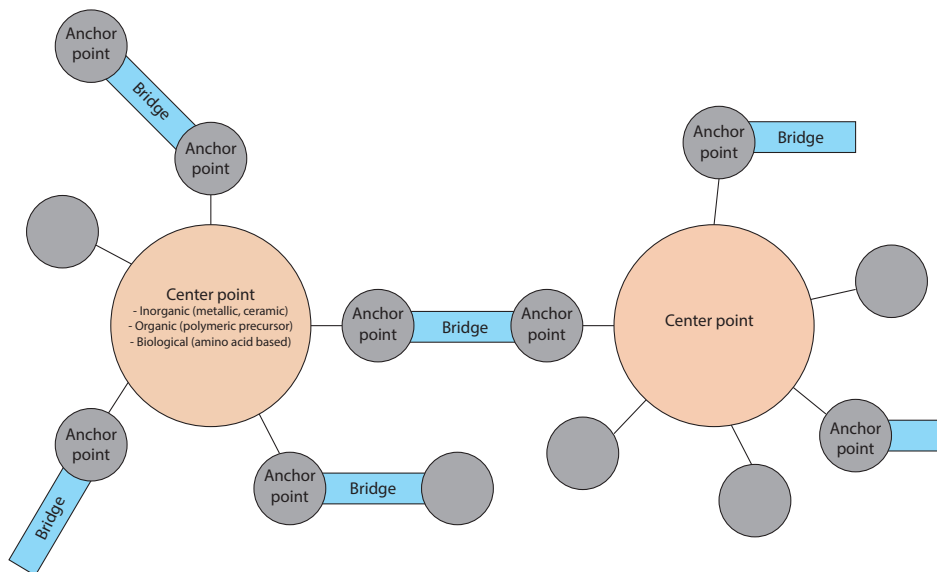 Anchor
point
Bridge
Anchor
point
Anchor
point
Bridge
Center point
- Inorganic (metallic, ceramic)
- Organic (polymeric precursor)
- Biological (amino acid based)
Anchor
point
Bridge
Anchor
point
Center point
Anchor
point
Bridge
Anchor
point
Bridge
Anchor
point